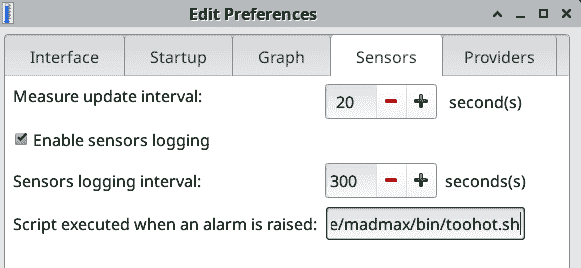 Edit Preferences
Interface Startup Graph Sensors Providers
Measure update interval: 20 second(s)
Enable sensors logging
Sensors logging interval: 300 seconds(s)
Script executed when an alarm is raised: e/madmax/bin/toohot.sh